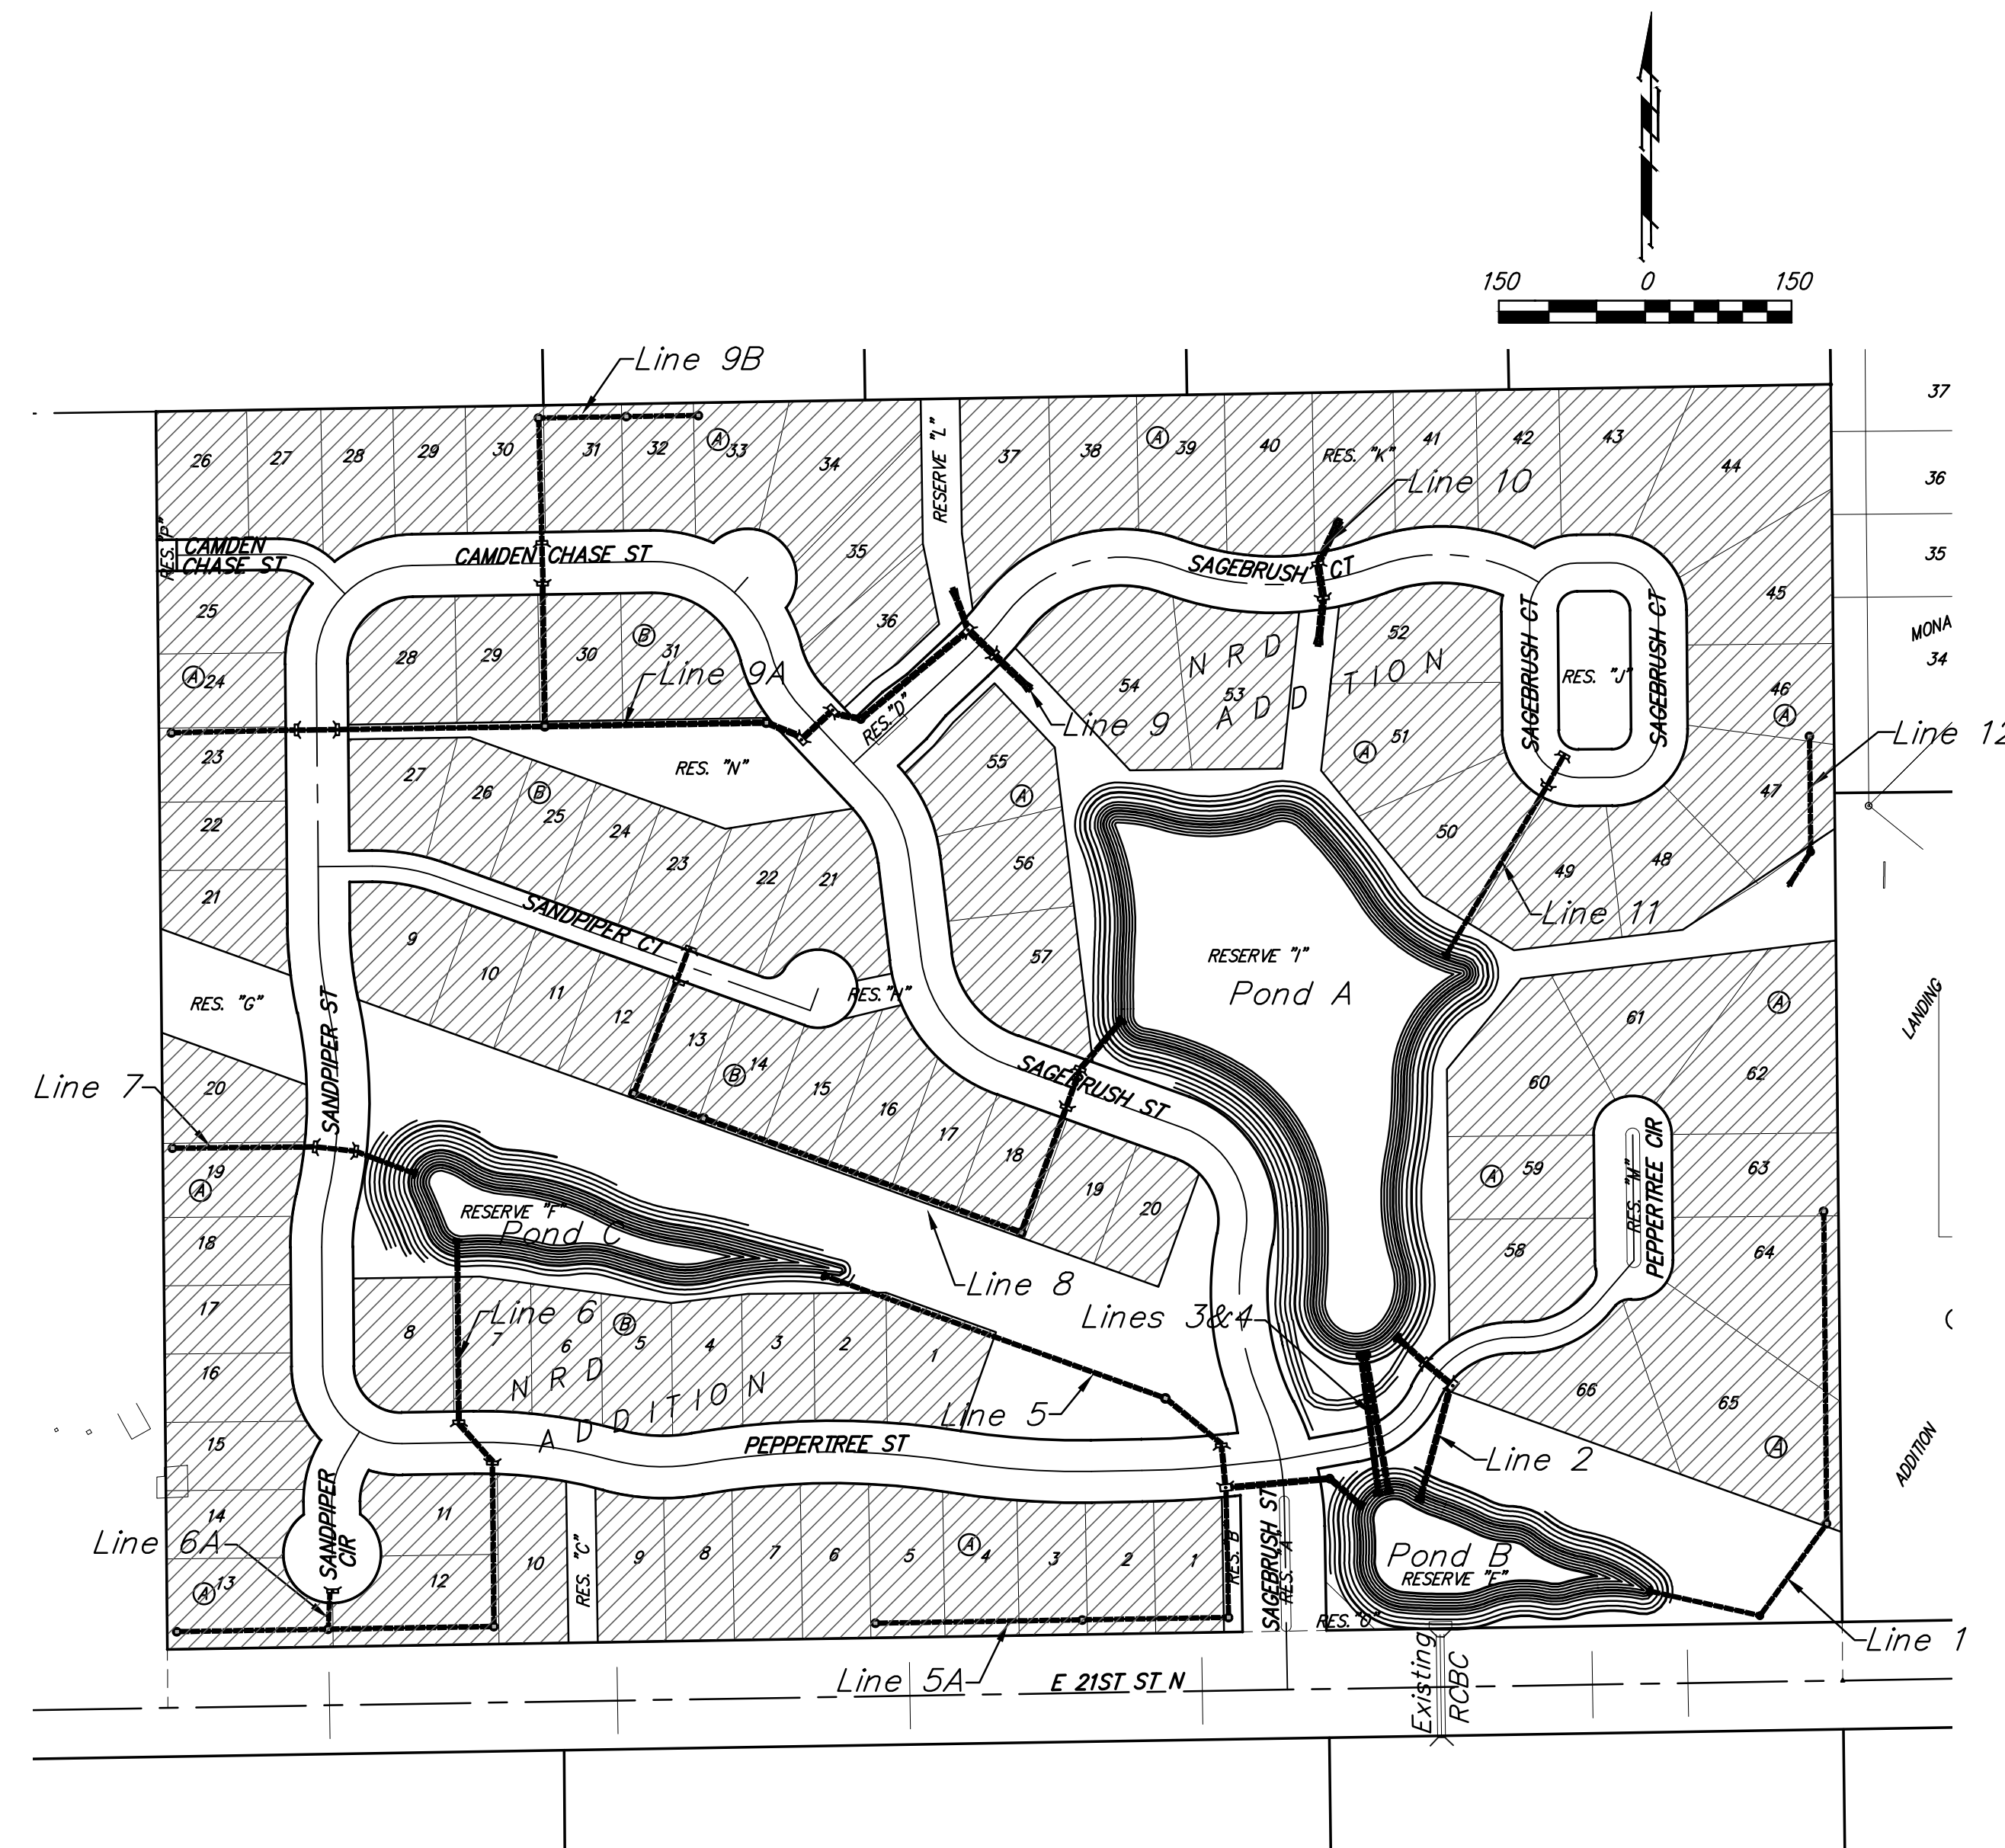 150 0 150
Line 9B
37
36
35
MONA
34
26 27 28 29 30 31 32 A 33 34
RESERVE "L"
37 38 A 39 40 RES. "K" 41 42 43 44
Line 10
RES. "P"
CAMDEN
CHASE ST
CAMDEN CHASE ST
35
36
SAGEBRUSH CT
SAGEBRUSH CT
SAGEBRUSH CT
RES. "J"
45
46
A
47
Line 12
25
A 24
23
22
21
28 29 30 B 31
Line 9A
RES. "D"
Line 9
54
53
NRD
ADDITION
52
51
A
50
49
48
Line 11
RES. "N"
27 26 B 25 24 23 22 21
55
A
56
57
SANDPIPER CT
9 10 11 12 13 B 14 15 16 17 18 19 20
RES. "H"
RES. "G"
SANDPIPER ST
SAGEBRUSH ST
RESERVE "I"
Pond A
61
A
62
60
59
A
58
63
64
RES. "M"
PEPPERTREE CIR
66
65
A
LANDING
ADDITION
Line 7
20
19
A
18
17
16
15
14
13
A
RESERVE "F"
Pond C
Line 8
Lines 3&4
Line 6
8 7 6 B 5 4 3 2 1
NRD
ADDITION
Line 5
PEPPERTREE ST
Line 2
Line 6A
SANDPIPER
CIR
11
12
10
RES. "C"
9 8 7 6 5 A 4 3 2 1
RES. B
SAGEBRUSH ST
RES. "A"
Pond B
RESERVE "E"
RES. "O"
Line 1
Line 5A
E 21ST ST N
Existing
RCBC